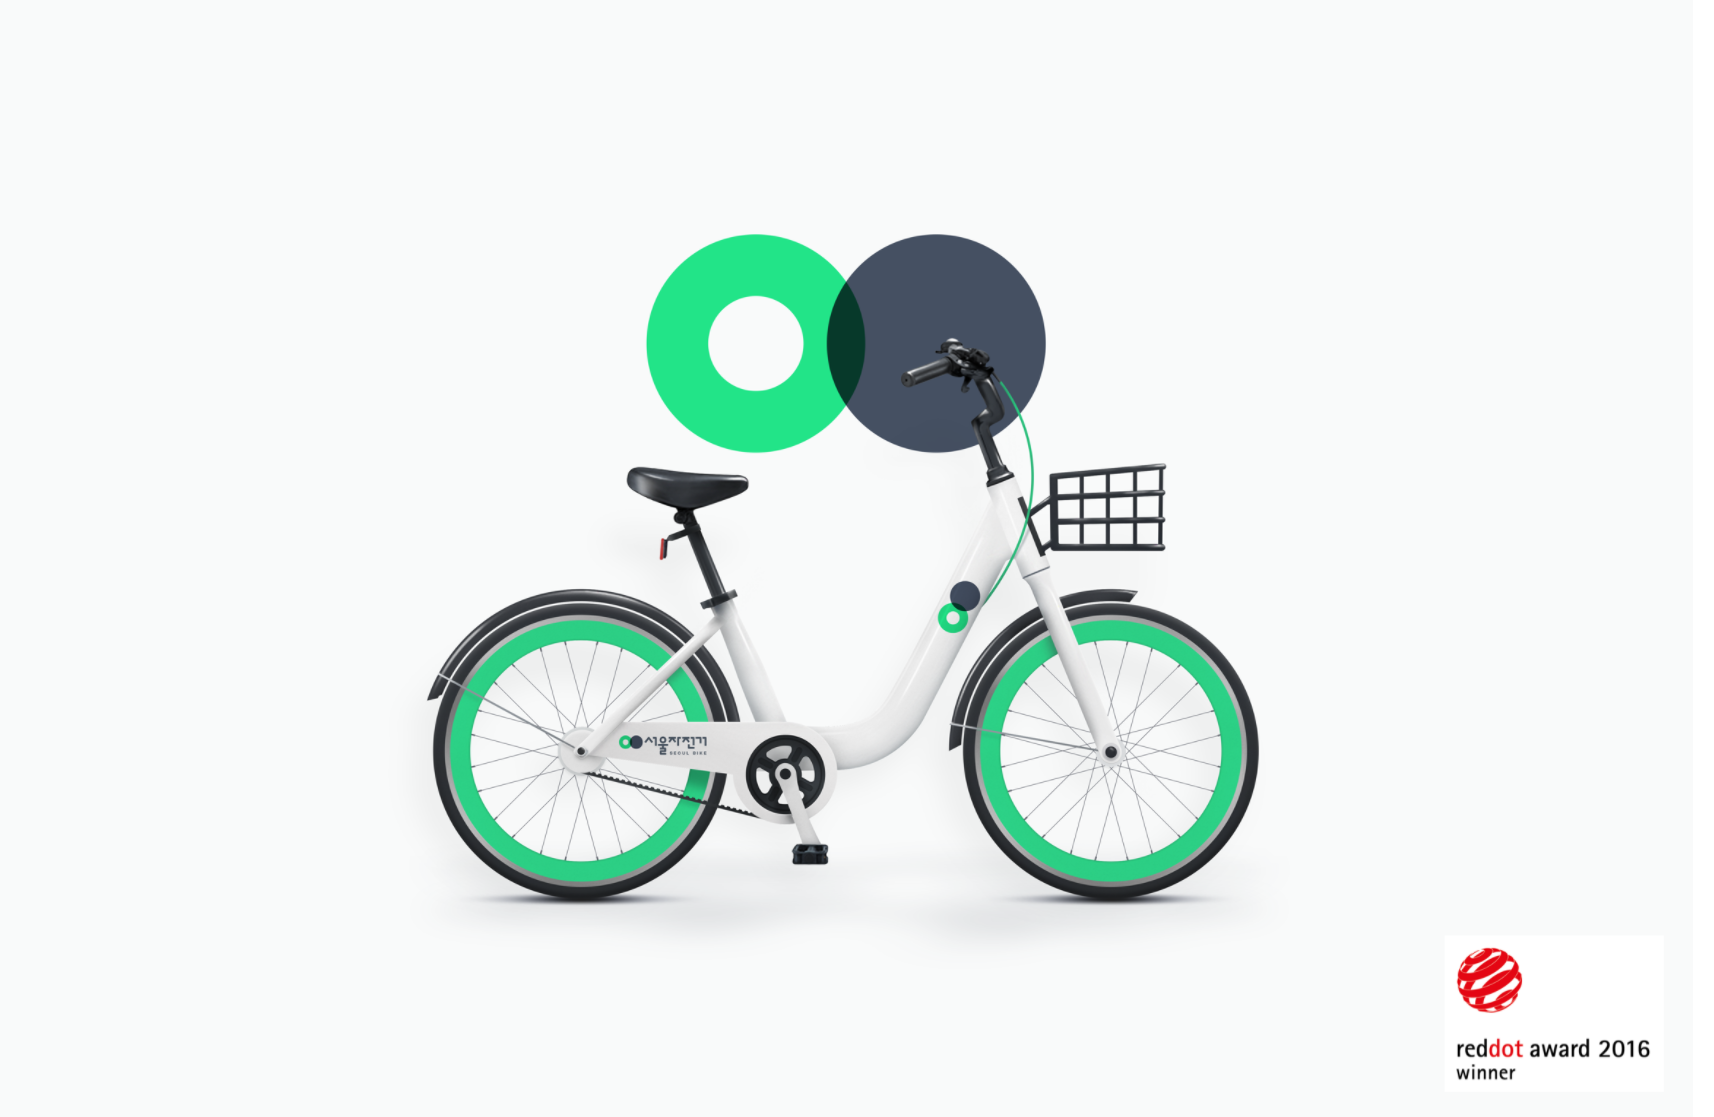 서울자전거
SEOUL BIKE
reddot award 2016
winner